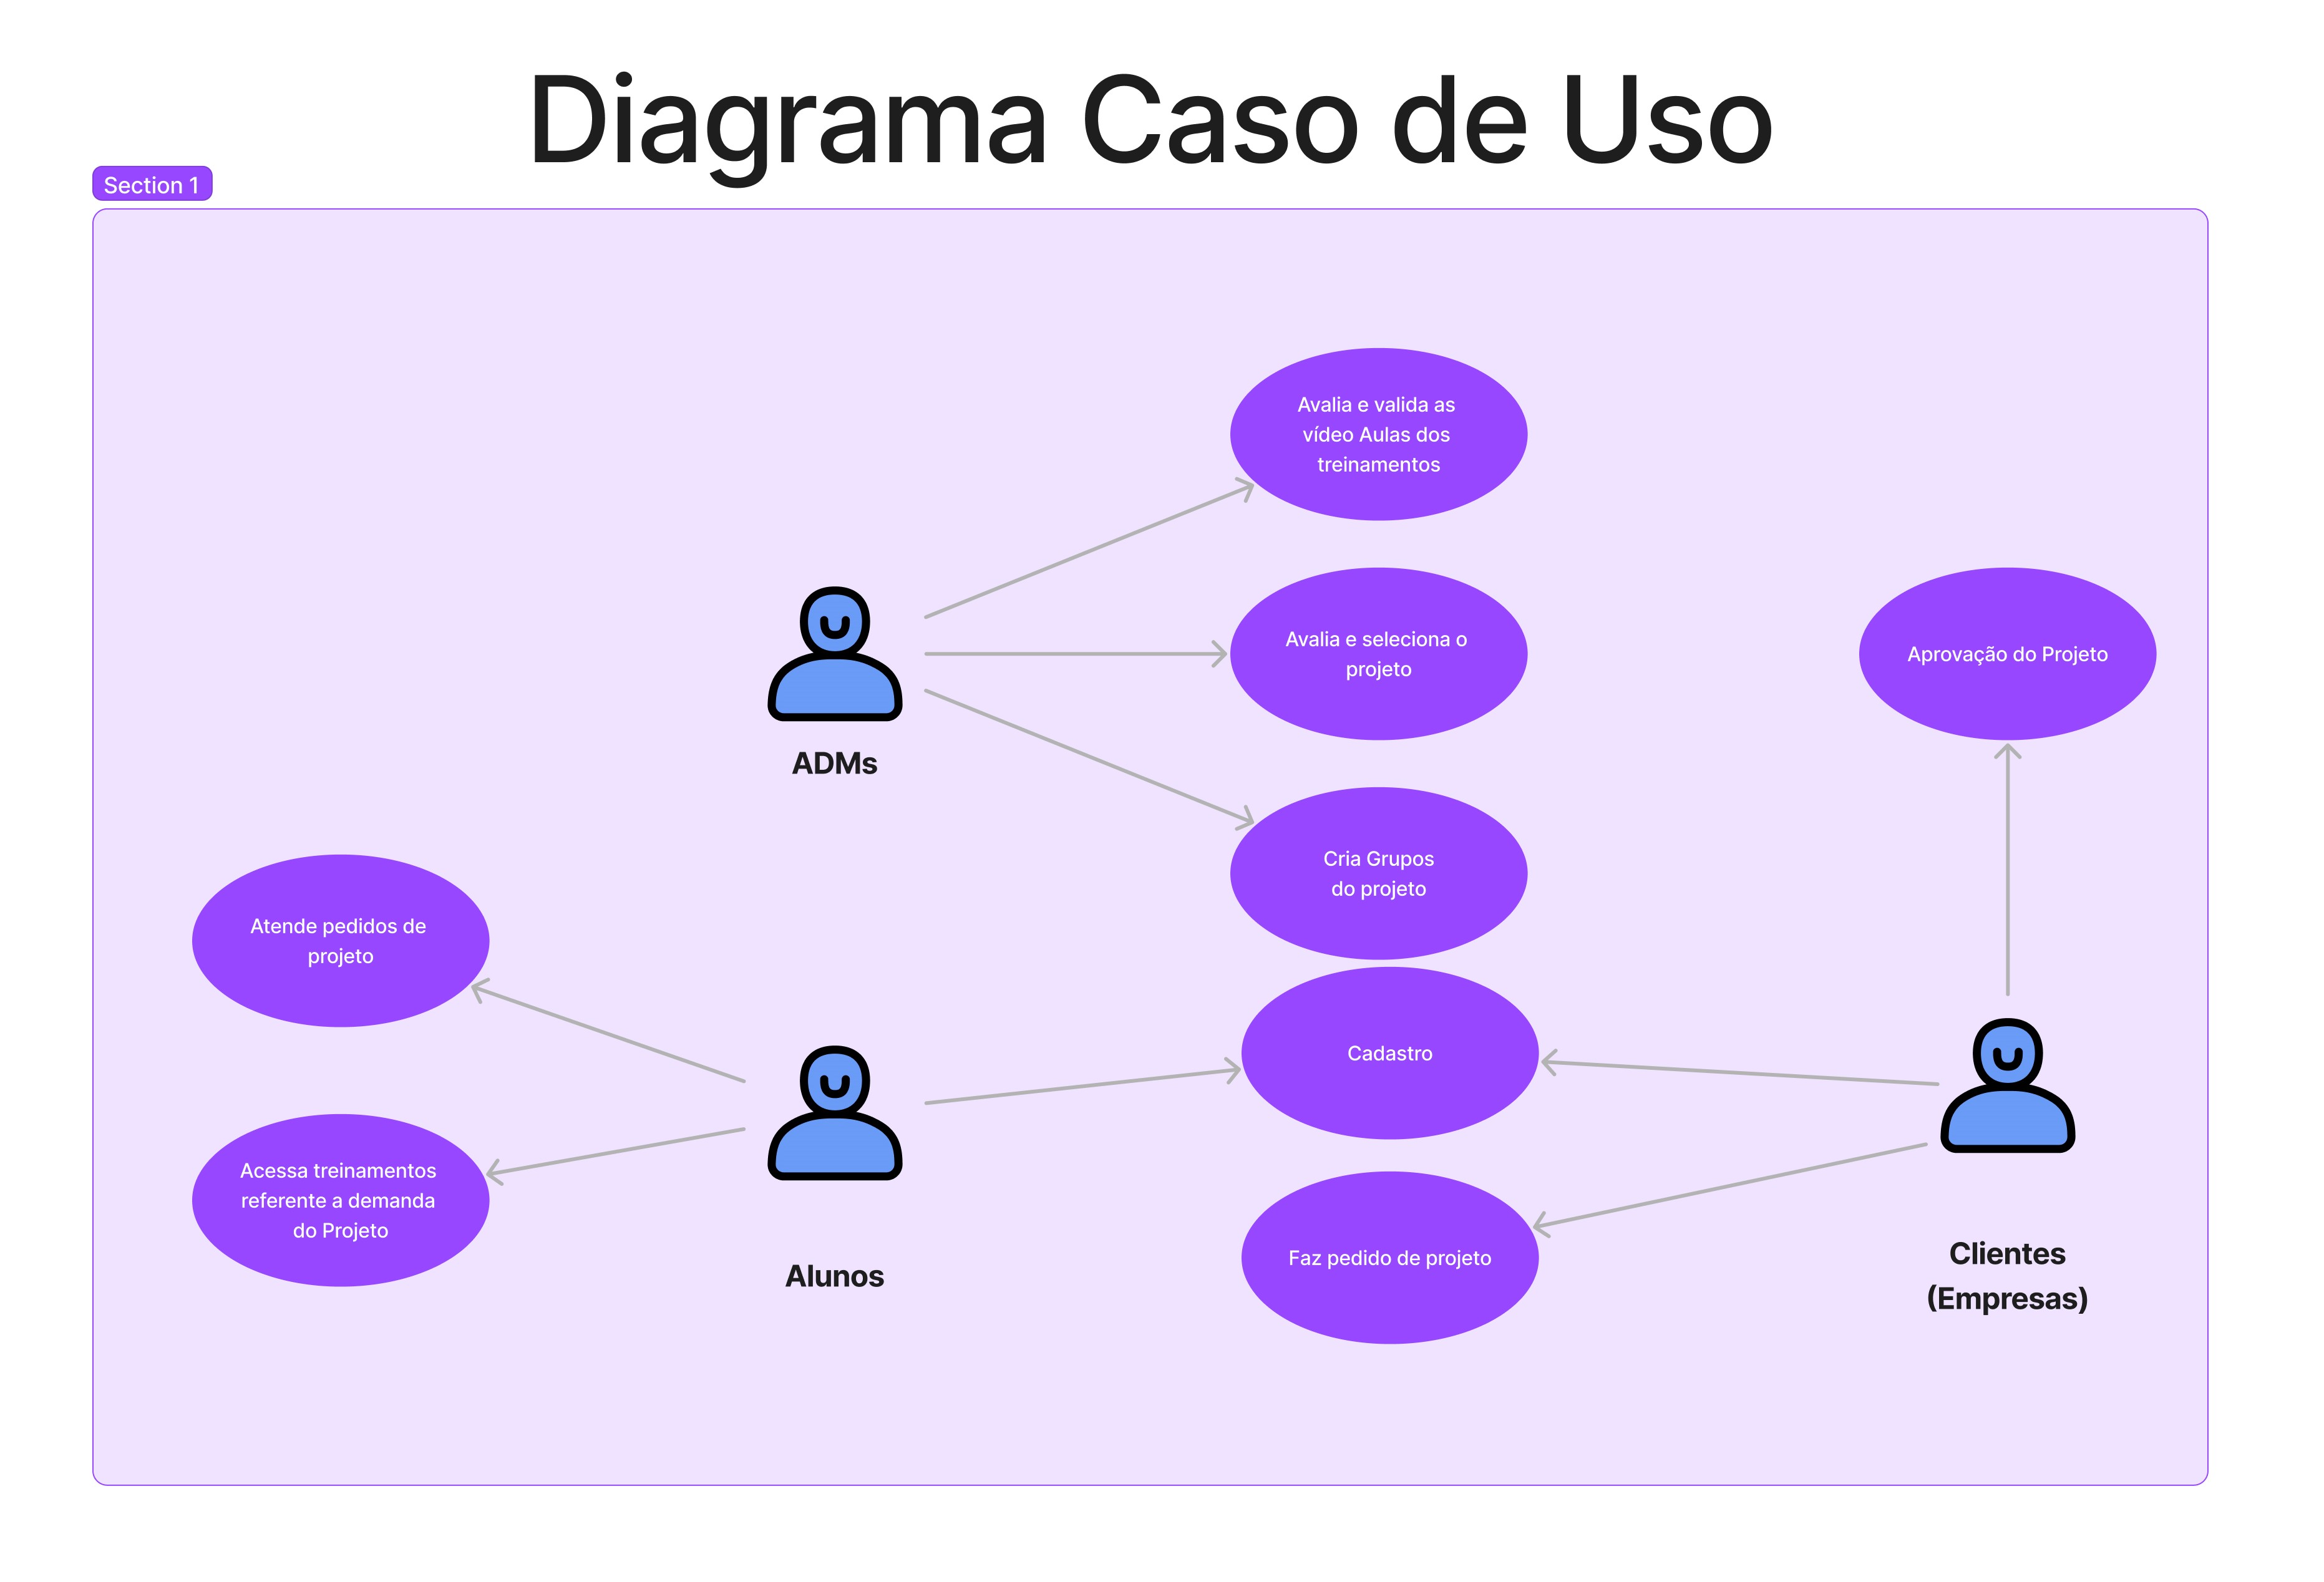 Diagrama Caso de Uso
Section 1
Avalia e valida as
vídeo Aulas dos
treinamentos
Avalia e seleciona o
projeto
Aprovação do Projeto
ADMs
Cria Grupos
do projeto
Atende pedidos de
projeto
Cadastro
Acessa treinamentos
referente a demanda
do Projeto
Faz pedido de projeto
Alunos
Clientes
(Empresas)